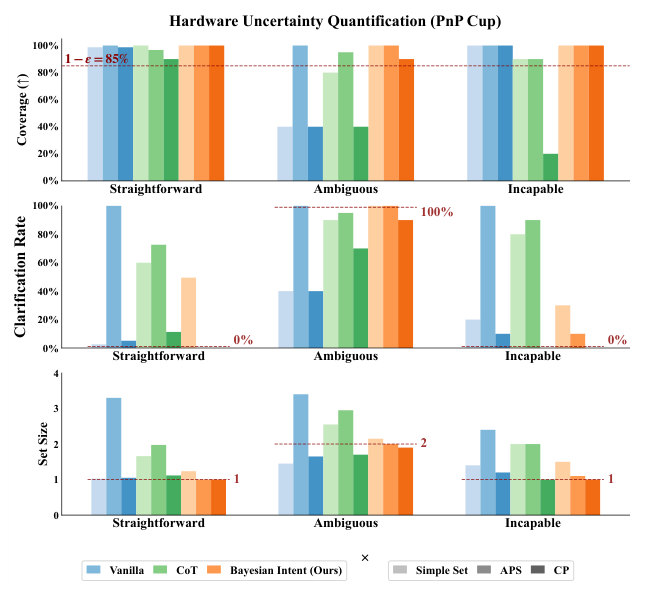 Hardware Uncertainty Quantification (PnP Cup)
Coverage (↑)
100%
80%
60%
40%
20%
0%
1 − ε = 85%
Straightforward
Ambiguous
Incapable
Clarification Rate
100%
80%
60%
40%
20%
0%
0%
100%
0%
Straightforward
Ambiguous
Incapable
Set Size
4
3
2
1
0
1
2
1
Straightforward
Ambiguous
Incapable
Vanilla CoT Bayesian Intent (Ours) × Simple Set APS CP